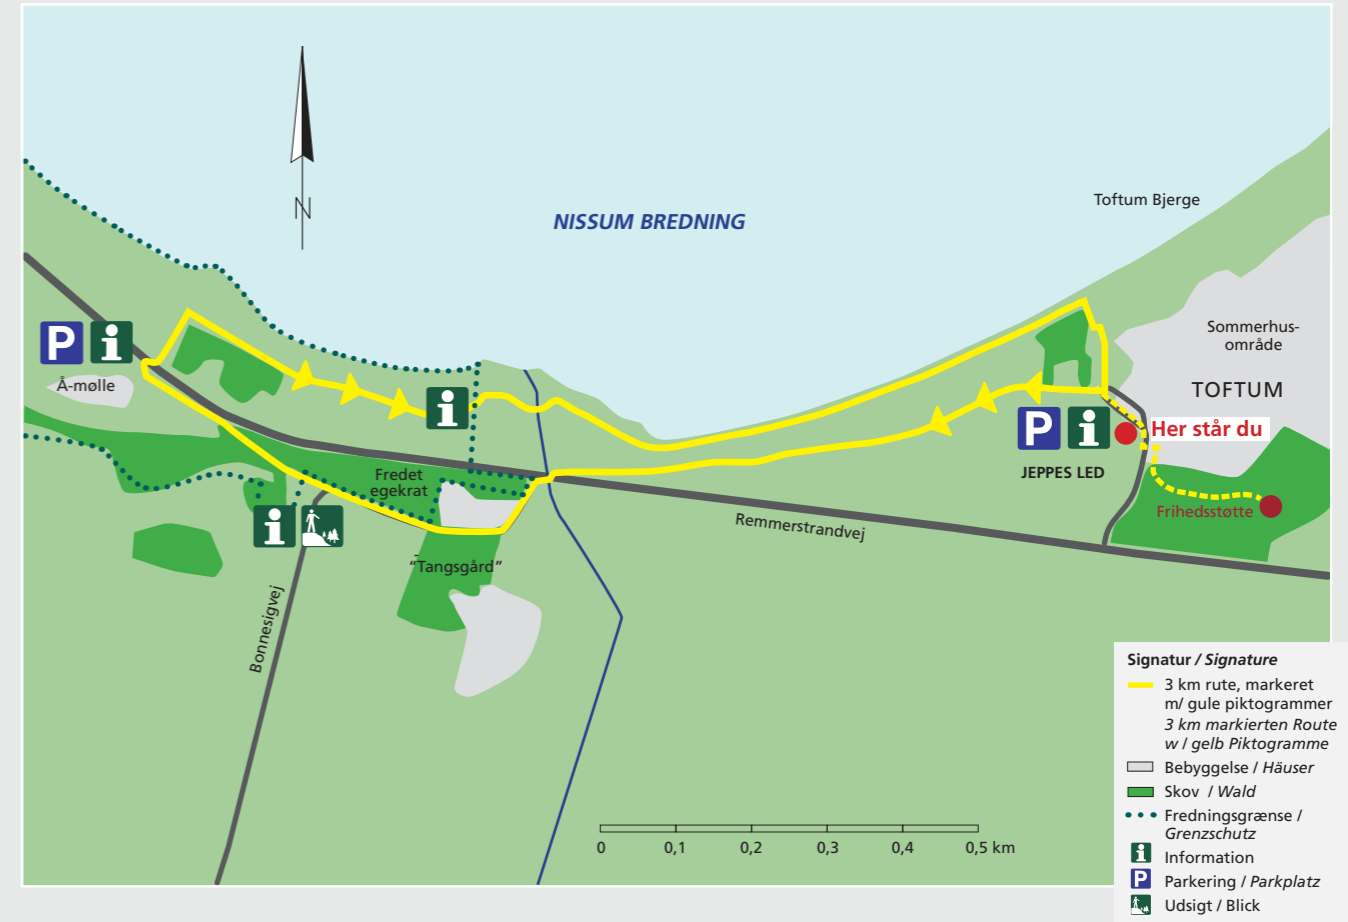 N
NISSUM BREDNING
Toftum Bjerge
Sommerhus-
område
TOFTUM
P i
Å-mølle
i
P i
Her står du
JEPPES LED
Frihedsstøtte
Fredet
egekrat
i
Remmerstrandvej
"Tangsgård"
Bonnesigvej
0 0,1 0,2 0,3 0,4 0,5 km
Signatur / Signature
3 km rute, markeret
m/ gule piktogrammer
3 km markierten Route
w / gelb Piktogramme
Bebyggelse / Häuser
Skov / Wald
Fredningsgrænse /
Grenzschutz
i Information
P Parkering / Parkplatz
Udsigt / Blick